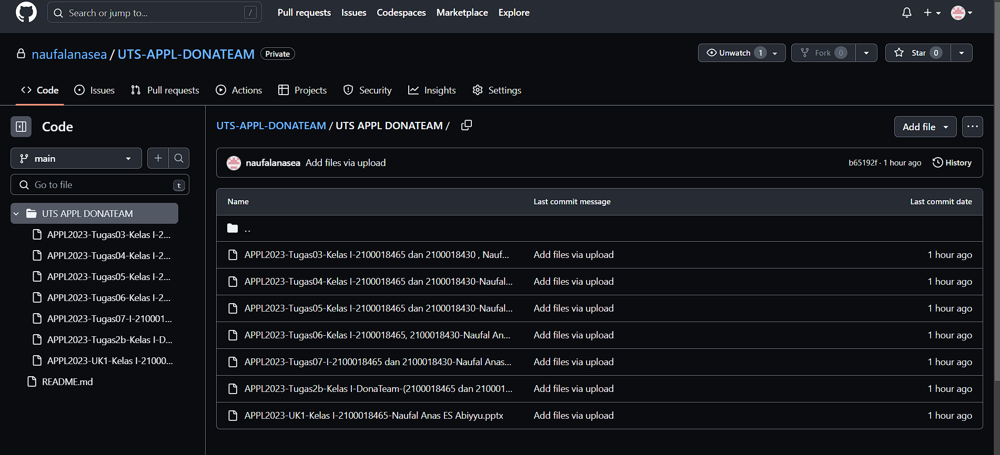 Search or jump to... /
Pull requests Issues Codespaces Marketplace Explore
naufalanasea / UTS-APPL-DONATEAM Private
Unwatch 1 Fork 0 Star 0
Code Issues Pull requests Actions Projects Security Insights Settings
Code
main
Go to file t
UTS APPL DONATEAM
APPL2023-Tugas03-Kelas I-2...
APPL2023-Tugas04-Kelas I-2...
APPL2023-Tugas05-Kelas I-2...
APPL2023-Tugas06-Kelas I-2...
APPL2023-Tugas07-I-210001...
APPL2023-Tugas2b-Kelas I-D...
APPL2023-UK1-Kelas I-21000...
README.md
UTS-APPL-DONATEAM / UTS APPL DONATEAM /
Add file ...
naufalanasea Add files via upload
b65192f · 1 hour ago History
Name Last commit message Last commit date
..
APPL2023-Tugas03-Kelas I-2100018465 dan 2100018430 , Nauf... Add files via upload 1 hour ago
APPL2023-Tugas04-Kelas I-2100018465 dan 2100018430-Naufal... Add files via upload 1 hour ago
APPL2023-Tugas05-Kelas I-2100018465 dan 2100018430-Naufal... Add files via upload 1 hour ago
APPL2023-Tugas06-Kelas I-2100018465, 2100018430-Naufal An... Add files via upload 1 hour ago
APPL2023-Tugas07-I-2100018465 dan 2100018430-Naufal Anas... Add files via upload 1 hour ago
APPL2023-Tugas2b-Kelas I-DonaTeam-(2100018465 dan 210001... Add files via upload 1 hour ago
APPL2023-UK1-Kelas I-2100018465-Naufal Anas ES Abiyyu.pptx Add files via upload 1 hour ago